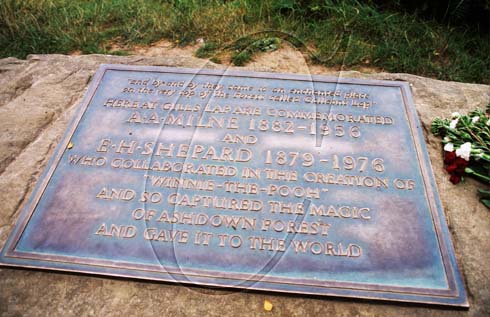 "and by and by they came to an enchanted place
on the very top of the Forest called Galleons Lap"
HERE AT GILLS LAP ARE COMMEMORATED
A.A.MILNE 1882-1956
AND
E.H.SHEPARD 1879-1976
WHO COLLABORATED IN THE CREATION OF
"WINNIE-THE-POOH"
AND SO CAPTURED THE MAGIC
OF ASHDOWN FOREST
AND GAVE IT TO THE WORLD